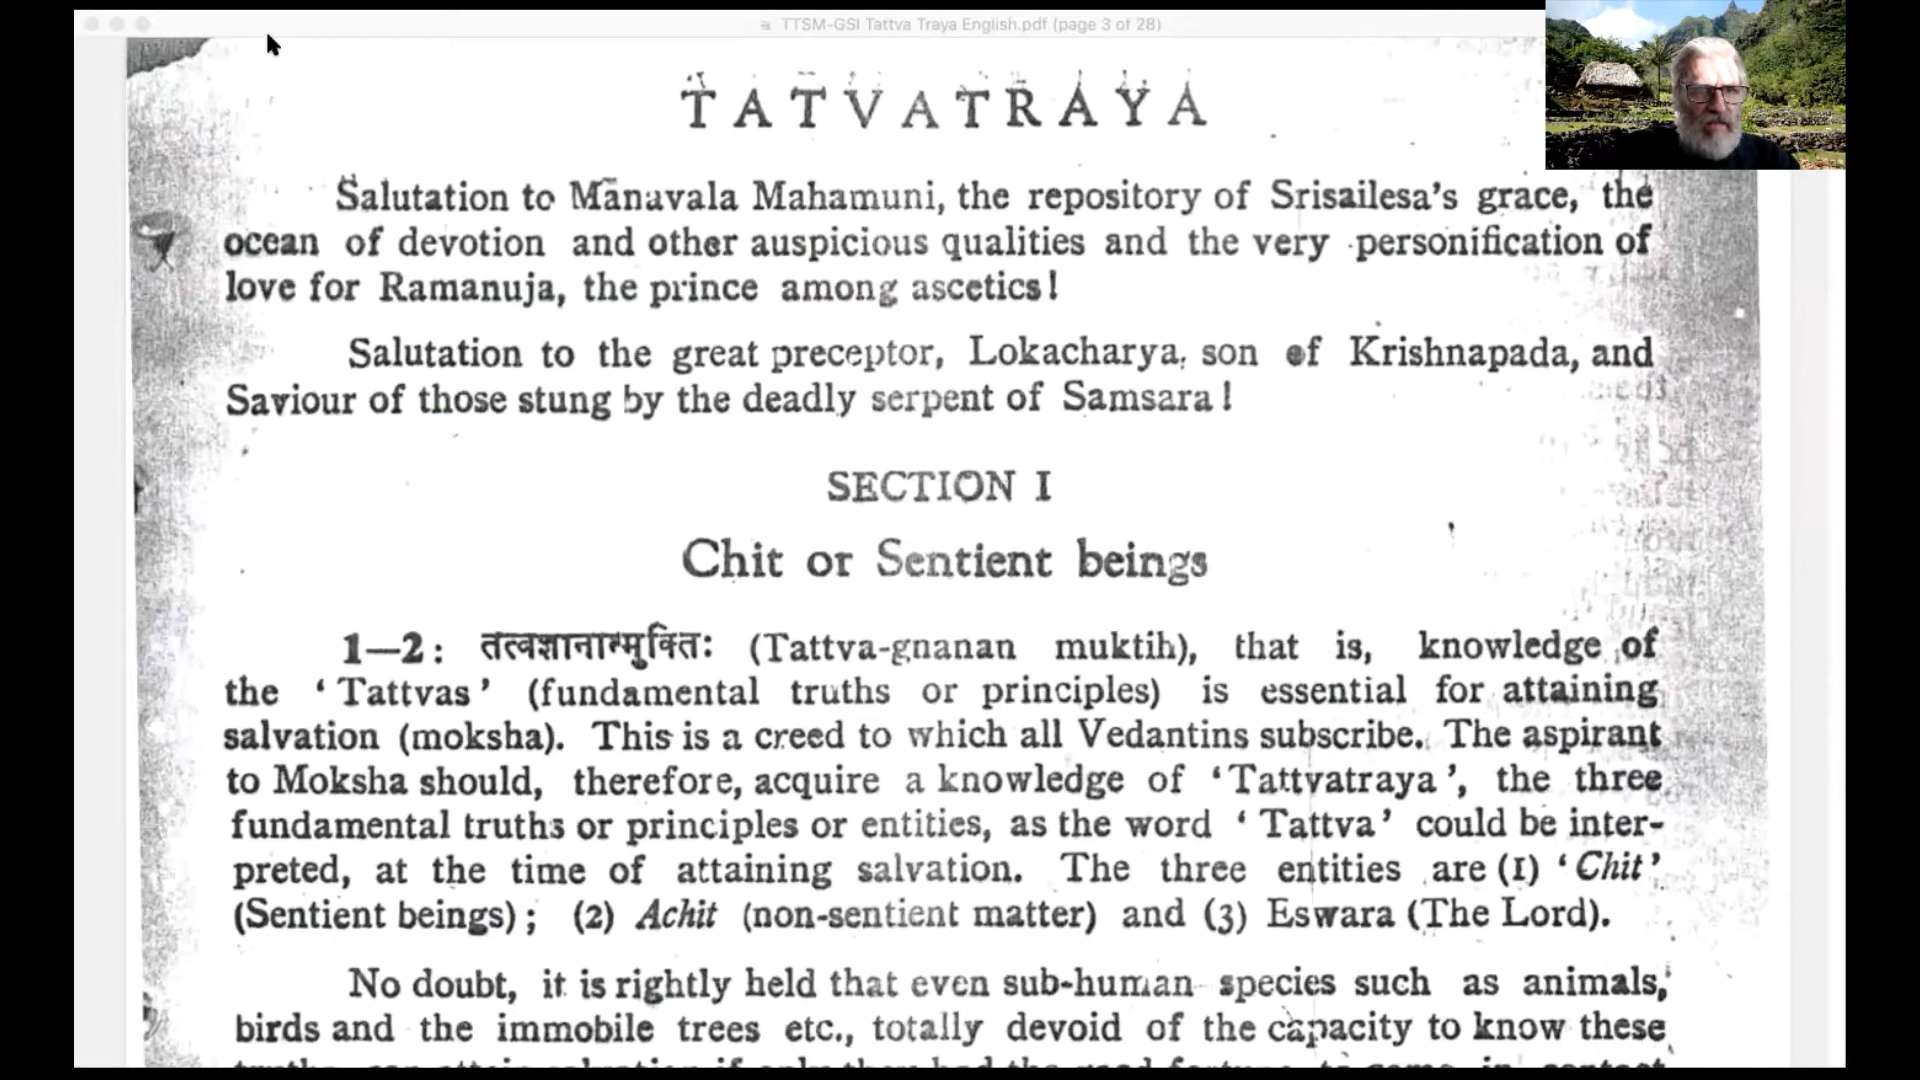 TTSM-GSI Tattva Traya English.pdf (page 3 of 28)
TATVATRAYA
Salutation to Manavala Mahamuni, the repository of Srisailesa's grace, the
ocean of devotion and other auspicious qualities and the very personification of
love for Ramanuja, the prince among ascetics!
Salutation to the great preceptor, Lokacharya, son of Krishnapada, and
Saviour of those stung by the deadly serpent of Samsara!
SECTION I
Chit or Sentient beings
1—2: (Tattva-gnanan muktih), that is, knowledge of
the ‘Tattvas’ (fundamental truths or principles) is essential for attaining
salvation (moksha). This is a creed to which all Vedantins subscribe. The aspirant
to Moksha should, therefore, acquire a knowledge of ‘Tattvatraya’, the three
fundamental truths or principles or entities, as the word ‘Tattva’ could be inter-
preted, at the time of attaining salvation. The three entities are (1) ‘Chit’
(Sentient beings); (2) Achit (non-sentient matter) and (3) Eswara (The Lord).
No doubt, it is rightly held that even sub-human species such as animals,
birds and the immobile trees etc., totally devoid of the capacity to know these